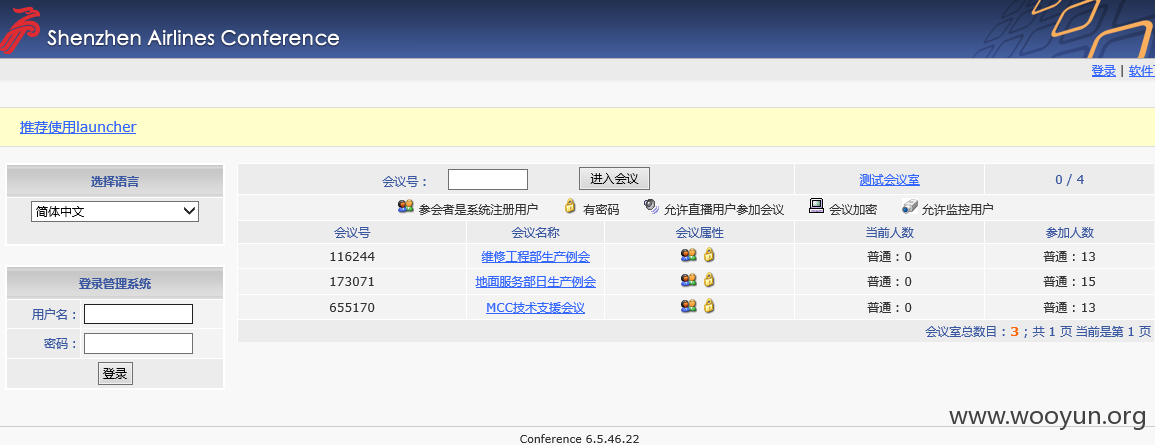 Shenzhen Airlines Conference
登录 | 软件
推荐使用launcher
选择语言
简体中文
登录管理系统
用户名：
密码：
登录
会议号： 进入会议 测试会议室 0 / 4
参会者是系统注册用户 有密码 允许直播用户参加会议 会议加密 允许监控用户
会议号 会议名称 会议属性 当前人数 参加人数
116244 维修工程部生产例会 普通：0 普通：13
173071 地面服务部日生产例会 普通：0 普通：15
655170 MCC技术支援会议 普通：0 普通：13
会议室总数目：3；共 1 页 当前是第 1 页
www.wooyun.org
Conference 6.5.46.22